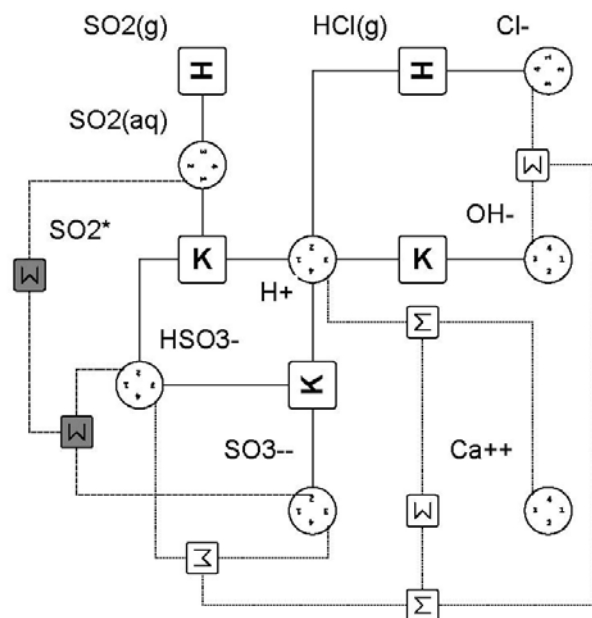 SO2(g) HCl(g) Cl-
H H
SO2(aq)
Σ
SO2* OH-
K K
Σ
H+
Σ
HSO3-
K
Σ
SO3-- Ca++
Σ
Σ
Σ